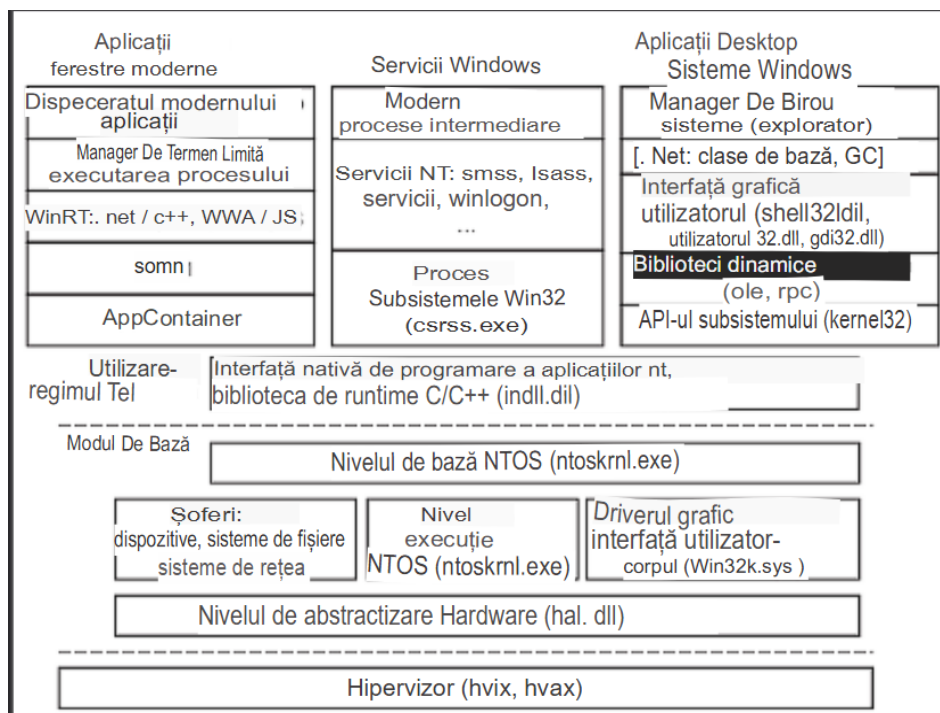 Aplicații
ferestre moderne
Dispeceratul modernului
aplicații
Manager De Termen Limită
executarea procesului
WinRT:. net / c++, WWA / JS
somn
AppContainer
Servicii Windows
Modern
procese intermediare
Servicii NT: smss, lsass,
servicii, winlogon,
...
Proces
Subsistemele Win32
(csrss.exe)
Aplicații Desktop
Sisteme Windows
Manager De Birou
sisteme (explorator)
[. Net: clase de bază, GC]
Interfață grafică
utilizatorul (shell32ldil,
utilizatorul 32.dll, gdi32.dll)
Biblioteci dinamice
(ole, rpc)
API-ul subsistemului (kernel32)
Utilizare-
regimul Tel
Interfață nativă de programare a aplicațiilor nt,
biblioteca de runtime C/C++ (indll.dil)
Modul De Bază
Nivelul de bază NTOS (ntoskrnl.exe)
Șoferi:
dispozitive, sisteme de fișiere
sisteme de rețea
Nivel
execuție
NTOS (ntoskrnl.exe)
Driverul grafic
interfață utilizator-
corpul (Win32k.sys )
Nivelul de abstractizare Hardware (hal. dll)
Hipervizor (hvix, hvax)